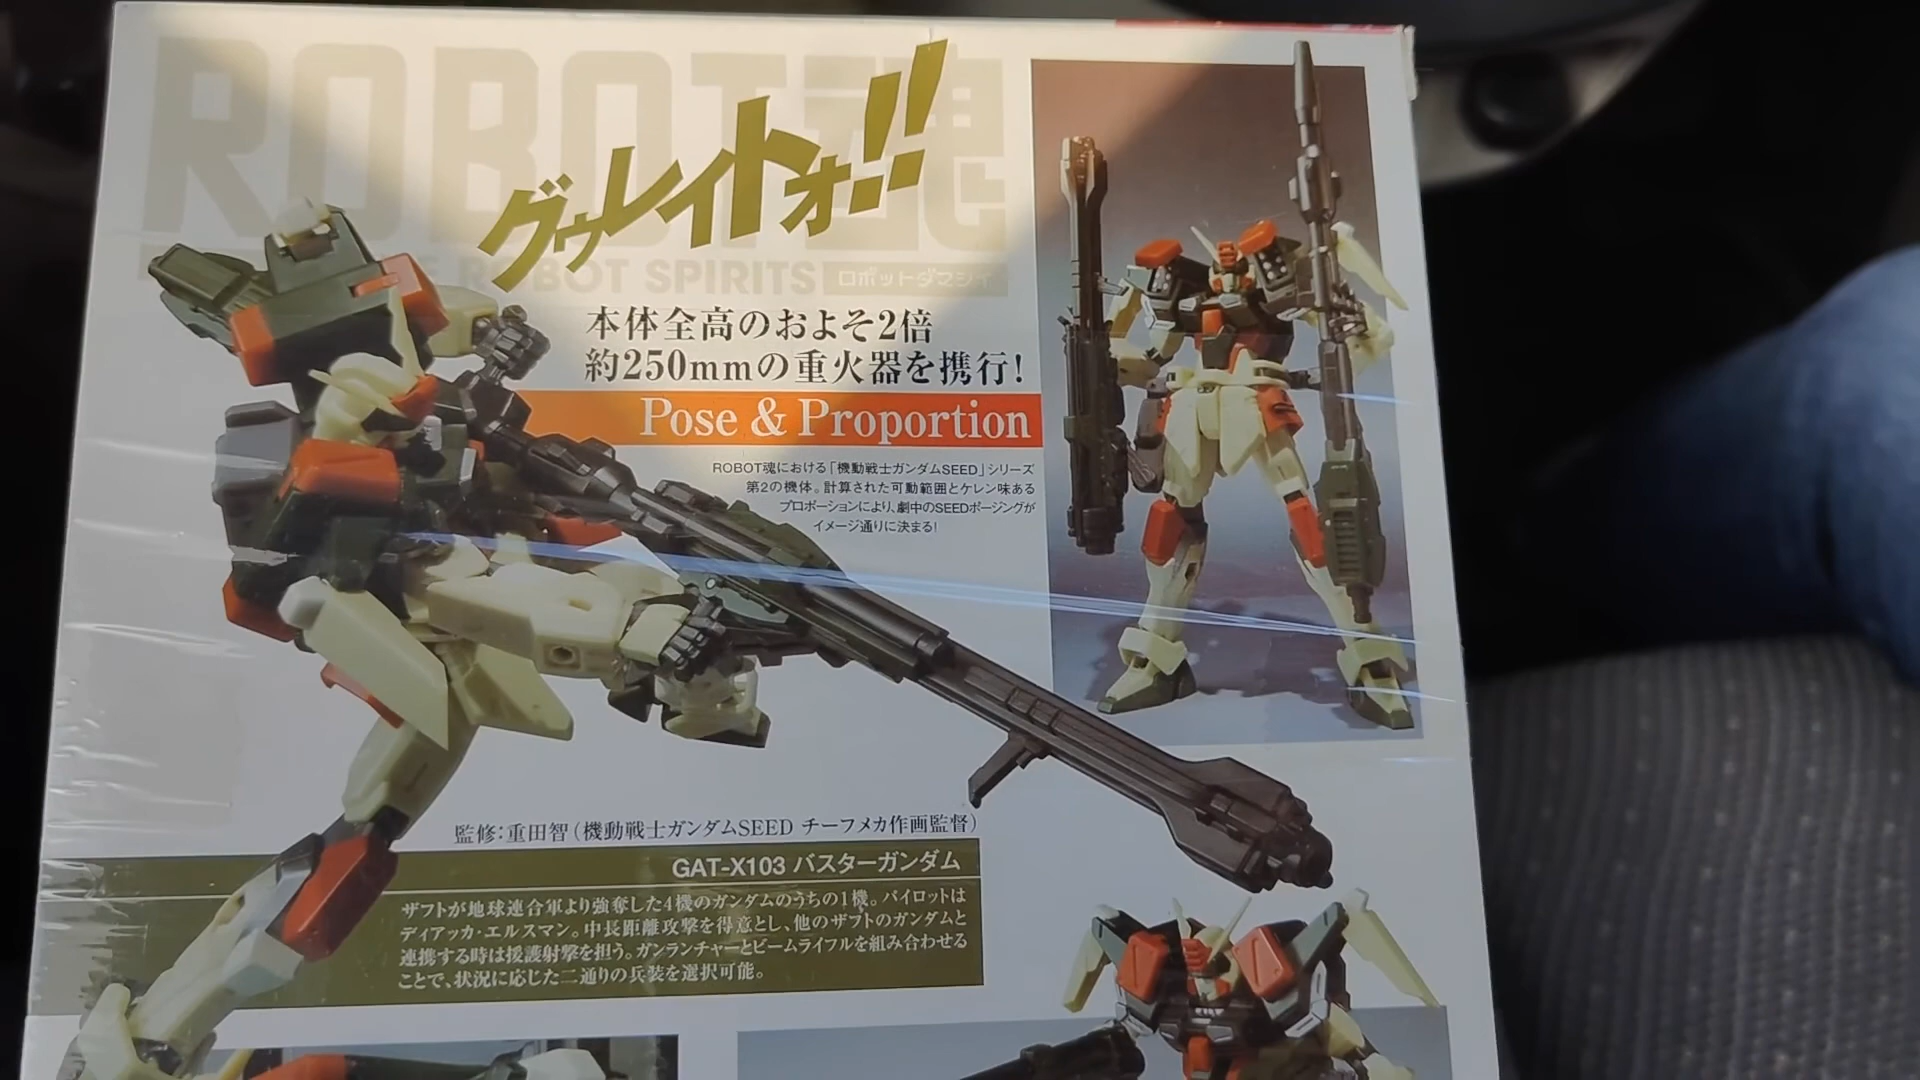 ROBOT魂
グゥレイトォ!!
THE ROBOT SPIRITS ロボットダマシイ
本体全高のおよそ2倍
約250mmの重火器を携行!
Pose & Proportion
ROBOT魂における「機動戦士ガンダムSEED」シリーズ
第2の機体。計算された可動範囲とケレン味ある
プロポーションにより、劇中のSEEDポージングが
イメージ通りに決まる!
監修:重田智(機動戦士ガンダムSEED チーフメカ作画監督)
GAT-X103 バスターガンダム
ザフトが地球連合軍より強奪した4機のガンダムのうちの1機。パイロットは
ディアッカ・エルスマン。中長距離攻撃を得意とし、他のザフトのガンダムと
連携する時は援護射撃を担う。ガンランチャーとビームライフルを組み合わせる
ことで、状況に応じた二通りの兵装を選択可能。